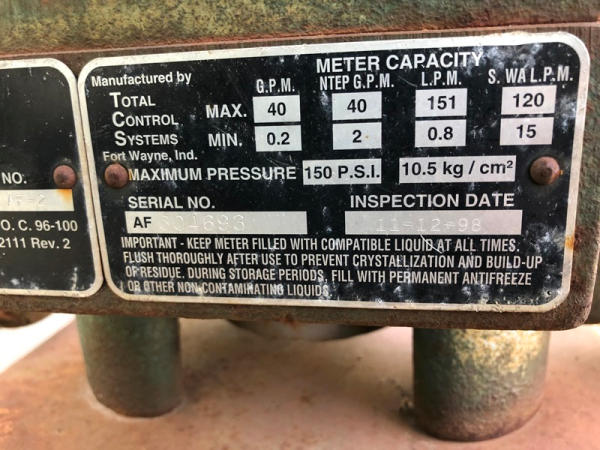 METER CAPACITY
Manufactured by
G.P.M. NTEP G.P.M. L.P.M. S. WA L.P.M.
TOTAL
CONTROL
SYSTEMS
Fort Wayne, Ind.
MAX. 40 40 151 120
MIN. 0.2 2 0.8 15
MAXIMUM PRESSURE 150 P.S.I. 10.5 kg / cm²
SERIAL NO. INSPECTION DATE
AF 11-12-98
IMPORTANT - KEEP METER FILLED WITH COMPATIBLE LIQUID AT ALL TIMES.
FLUSH THOROUGHLY AFTER USE TO PREVENT CRYSTALLIZATION AND BUILD-UP
OF RESIDUE. DURING STORAGE PERIODS, FILL WITH PERMANENT ANTIFREEZE
OR OTHER NON-CONTAMINATING LIQUIDS.
NO.
O. C. 96-100
2111 Rev. 2